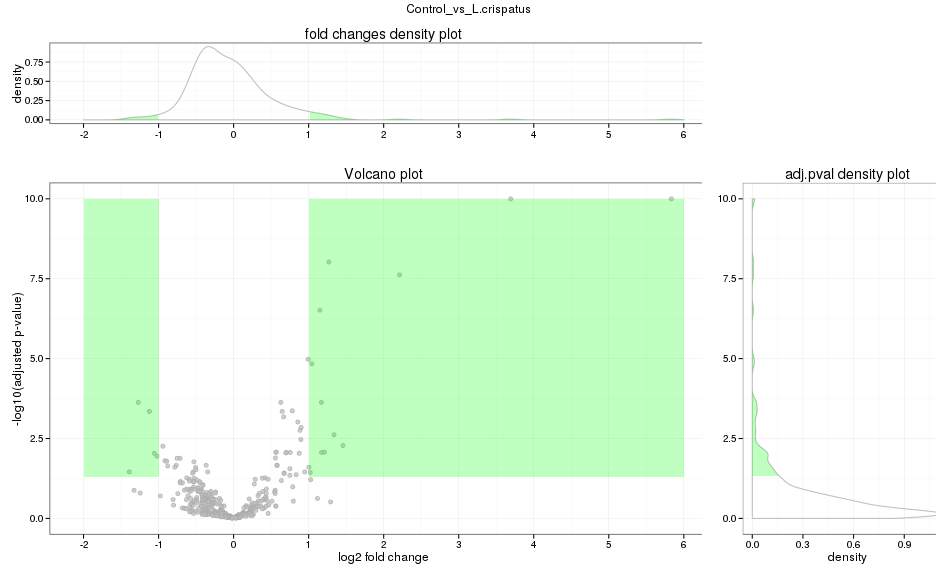 Control_vs_L.crispatus
fold changes density plot
density
0.75
0.50
0.25
0.00
-2 -1 0 1 2 3 4 5 6
Volcano plot
-log10(adjusted p-value)
10.0
7.5
5.0
2.5
0.0
-2 -1 0 1 2 3 4 5 6
log2 fold change
adj.pval density plot
10.0
7.5
5.0
2.5
0.0
0.0 0.3 0.6 0.9
density